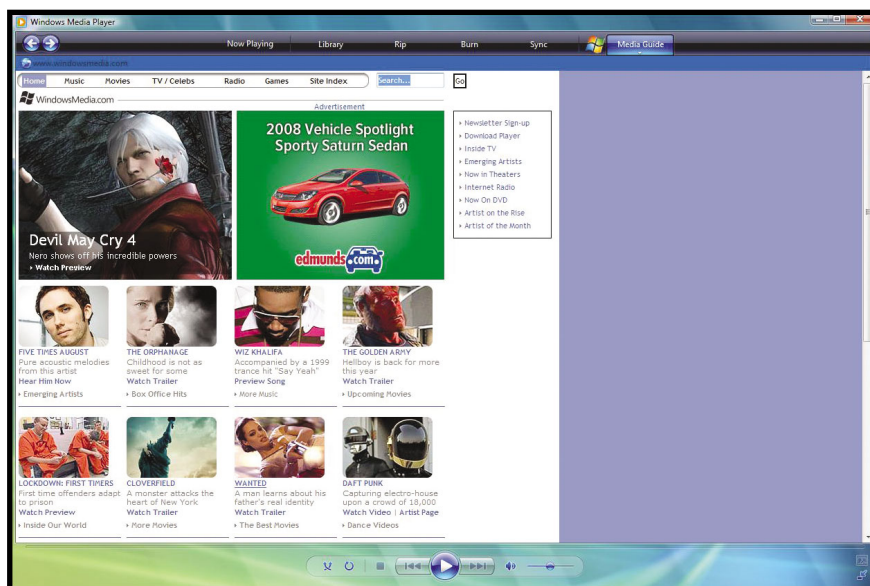 Windows Media Player
Now Playing Library Rip Burn Sync Media Guide
www.windowsmedia.com
Home Music Movies TV / Celebs Radio Games Site Index Search... Go
WindowsMedia.com
Advertisement
Devil May Cry 4
Nero shows off his incredible powers
Watch Preview
2008 Vehicle Spotlight
Sporty Saturn Sedan
edmunds.com
Newsletter Sign-up
Download Player
Inside TV
Emerging Artists
Now in Theaters
Internet Radio
Now On DVD
Artist on the Rise
Artist of the Month
FIVE TIMES AUGUST
Pure acoustic melodies
from this artist
Hear Him Now
Emerging Artists
THE ORPHANAGE
Childhood is not as
sweet for some
Watch Trailer
Box Office Hits
WIZ KHALIFA
Accompanied by a 1999
trance hit "Say Yeah"
Preview Song
More Music
THE GOLDEN ARMY
Hellboy is back for more
this year
Watch Trailer
Upcoming Movies
LOCKDOWN: FIRST TIMERS
First time offenders adapt
to prison
Watch Preview
Inside Our World
CLOVERFIELD
A monster attacks the
heart of New York
Watch Trailer
More Movies
WANTED
A man learns about his
father's real identity
Watch Trailer
The Best Movies
DAFT PUNK
Capturing electro-house
upon a crowd of 18,000
Watch Video | Artist Page
Dance Videos